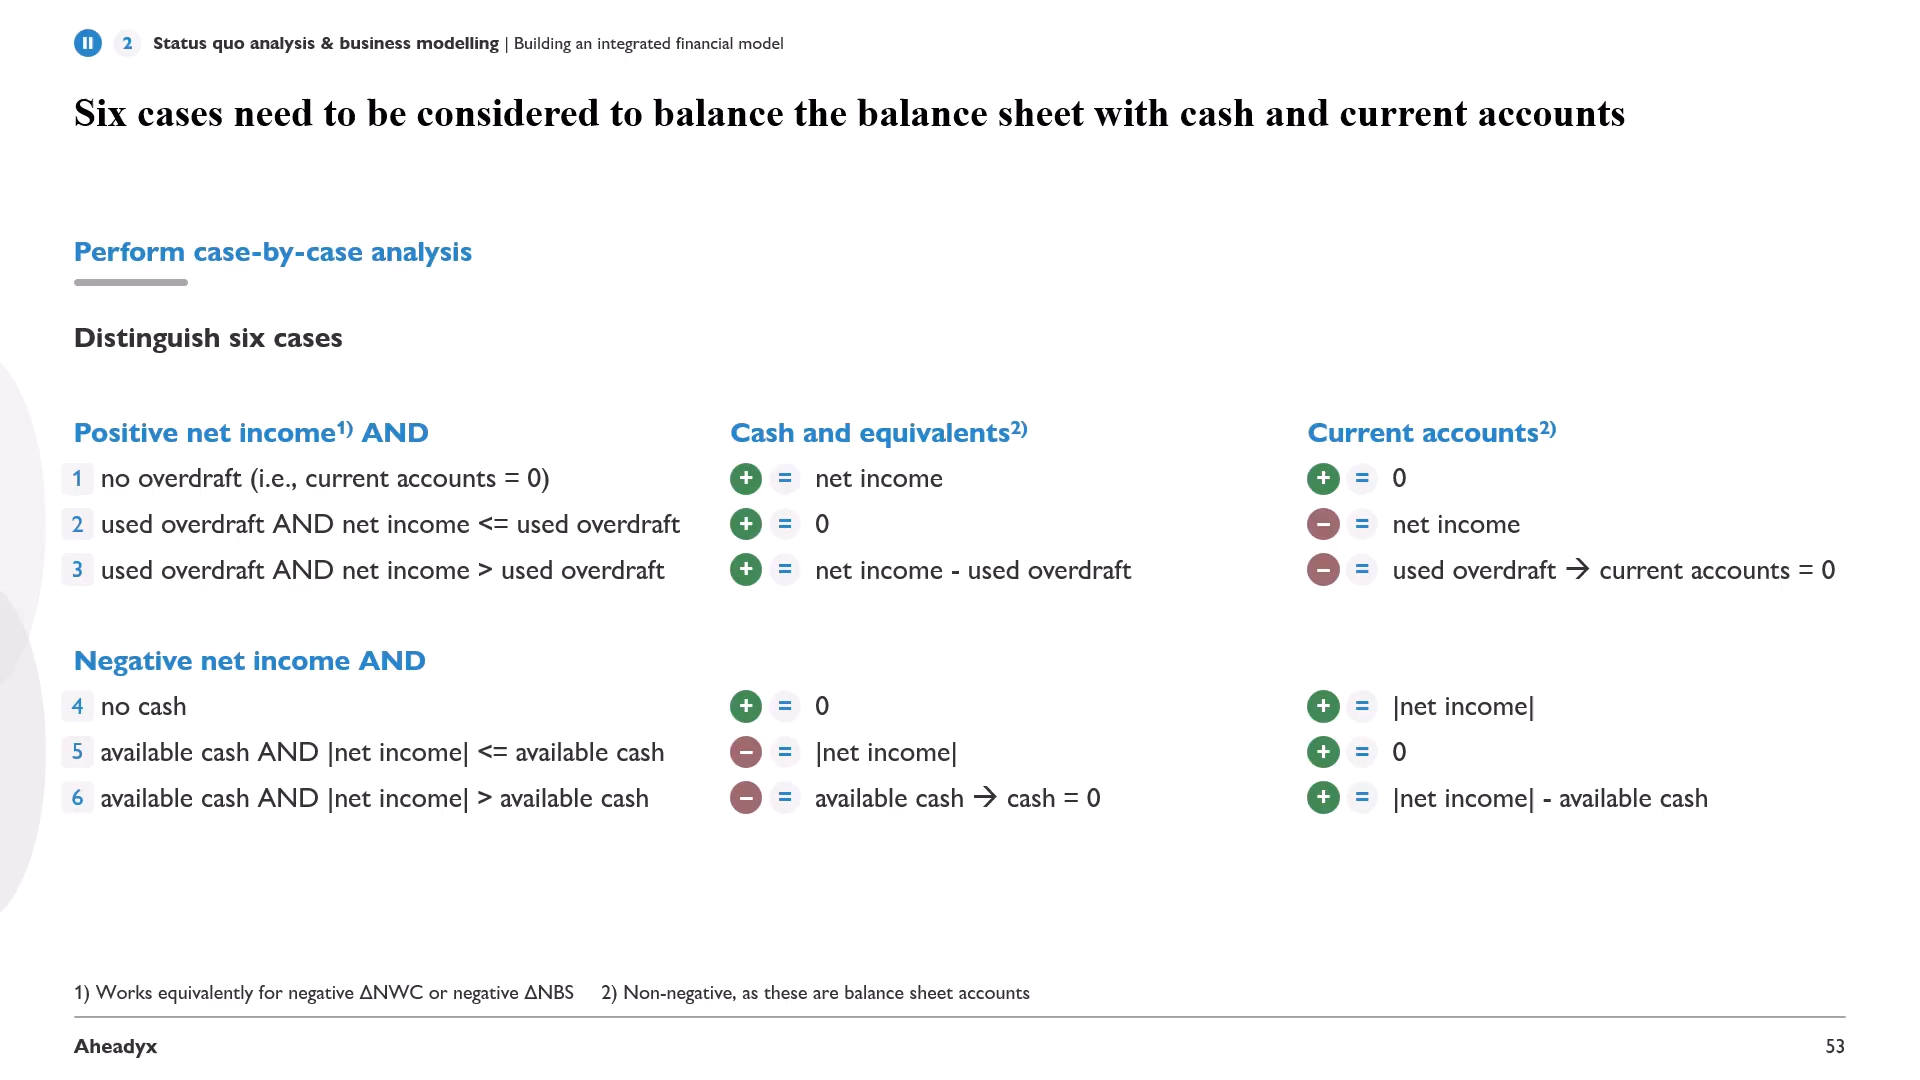 II 2 Status quo analysis & business modelling | Building an integrated financial model
Six cases need to be considered to balance the balance sheet with cash and current accounts
Perform case-by-case analysis
Distinguish six cases
Positive net income1) AND Cash and equivalents2) Current accounts2)
1 no overdraft (i.e., current accounts = 0) + = net income + = 0
2 used overdraft AND net income <= used overdraft + = 0 – = net income
3 used overdraft AND net income > used overdraft + = net income - used overdraft – = used overdraft → current accounts = 0
Negative net income AND
4 no cash + = 0 + = |net income|
5 available cash AND |net income| <= available cash – = |net income| + = 0
6 available cash AND |net income| > available cash – = available cash → cash = 0 + = |net income| - available cash
1) Works equivalently for negative ΔNWC or negative ΔNBS 2) Non-negative, as these are balance sheet accounts
Aheadyx 53